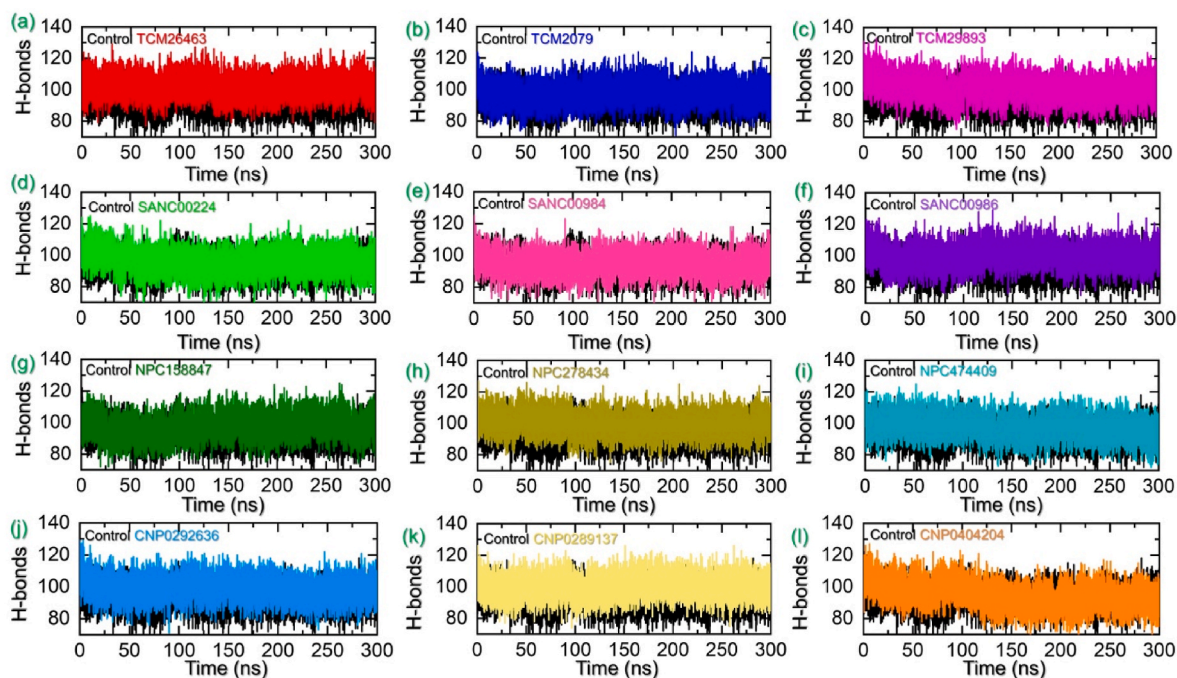 (a) 140 Control TCM26463
120
100
80
H-bonds
0 50 100 150 200 250 300
Time (ns)
(b) 140 Control TCM2079
120
100
80
H-bonds
0 50 100 150 200 250 300
Time (ns)
(c) 140 Control TCM29893
120
100
80
H-bonds
0 50 100 150 200 250 300
Time (ns)
(d) 140 Control SANC00224
120
100
80
H-bonds
0 50 100 150 200 250 300
Time (ns)
(e) 140 Control SANC00984
120
100
80
H-bonds
0 50 100 150 200 250 300
Time (ns)
(f) 140 Control SANC00986
120
100
80
H-bonds
0 50 100 150 200 250 300
Time (ns)
(g) 140 Control NPC158847
120
100
80
H-bonds
0 50 100 150 200 250 300
Time (ns)
(h) 140 Control NPC278434
120
100
80
H-bonds
0 50 100 150 200 250 300
Time (ns)
(i) 140 Control NPC474409
120
100
80
H-bonds
0 50 100 150 200 250 300
Time (ns)
(j) 140 Control CNP0292636
120
100
80
H-bonds
0 50 100 150 200 250 300
Time (ns)
(k) 140 Control CNP0289137
120
100
80
H-bonds
0 50 100 150 200 250 300
Time (ns)
(l) 140 Control CNP0404204
120
100
80
H-bonds
0 50 100 150 200 250 300
Time (ns)